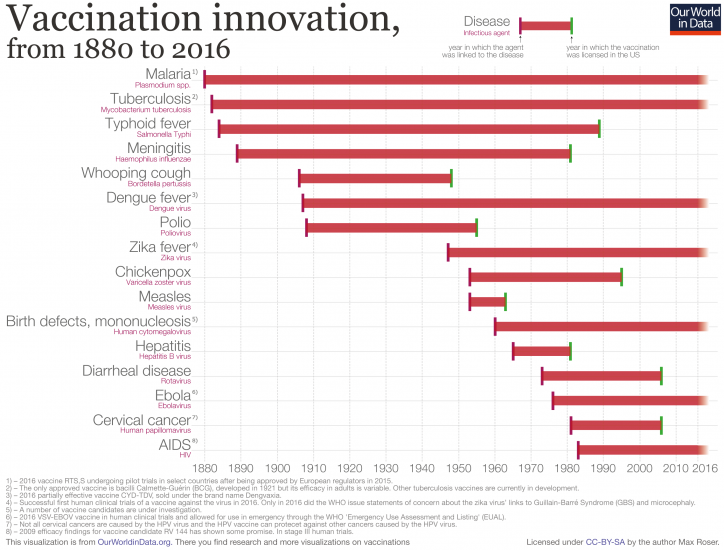 Vaccination innovation,
from 1880 to 2016
Disease
Infectious agent
year in which the agent
was linked to the disease
year in which the vaccination
was licensed in the US
Our World
in Data
Malaria 1)
Plasmodium spp.
Tuberculosis 2)
Mycobacterium tuberculosis
Typhoid fever
Salmonella Typhi
Meningitis
Haemophilus influenzae
Whooping cough
Bordetella pertussis
Dengue fever 3)
Dengue virus
Polio
Poliovirus
Zika fever 4)
Zika virus
Chickenpox
Varicella zoster virus
Measles
Measles virus
Birth defects, mononucleosis 5)
Human cytomegalovirus
Hepatitis
Hepatitis B virus
Diarrheal disease
Rotavirus
Ebola 6)
Ebolavirus
Cervical cancer 7)
Human papillomavirus
AIDS 8)
HIV
1880 1890 1900 1910 1920 1930 1940 1950 1960 1970 1980 1990 2000 2010 2016
1) – 2016 vaccine RTS,S undergoing pilot trials in select countries after being approved by European regulators in 2015.
2) – The only approved vaccine is bacilli Calmette-Guérin (BCG), developed in 1921 but its efficacy in adults is variable. Other tuberculosis vaccines are currently in development.
3) – 2016 partially effective vaccine CYD-TDV, sold under the brand name Dengvaxia.
4) – Successful first human clinical trials of a vaccine against the virus in 2016. Only in 2016 did the WHO issue statements of concern about the zika virus' links to Guillain-Barré Syndrome (GBS) and microcephaly.
5) – A number of vaccine candidates are under investigation.
6) – 2016 VSV-EBOV vaccine in human clinical trials and allowed for use in emergency through the WHO 'Emergency Use Assessment and Listing' (EUAL).
7) – Not all cervical cancers are caused by the HPV virus and the HPV vaccine can protecet against other cancers caused by the HPV virus.
8) – 2009 efficacy findings for vaccine candidate RV 144 has shown some promise. In stage III human trials.
This visualization is from OurWorldinData.org. There you find research and more visualizations on vaccinations
Licensed under CC-BY-SA by the author Max Roser.